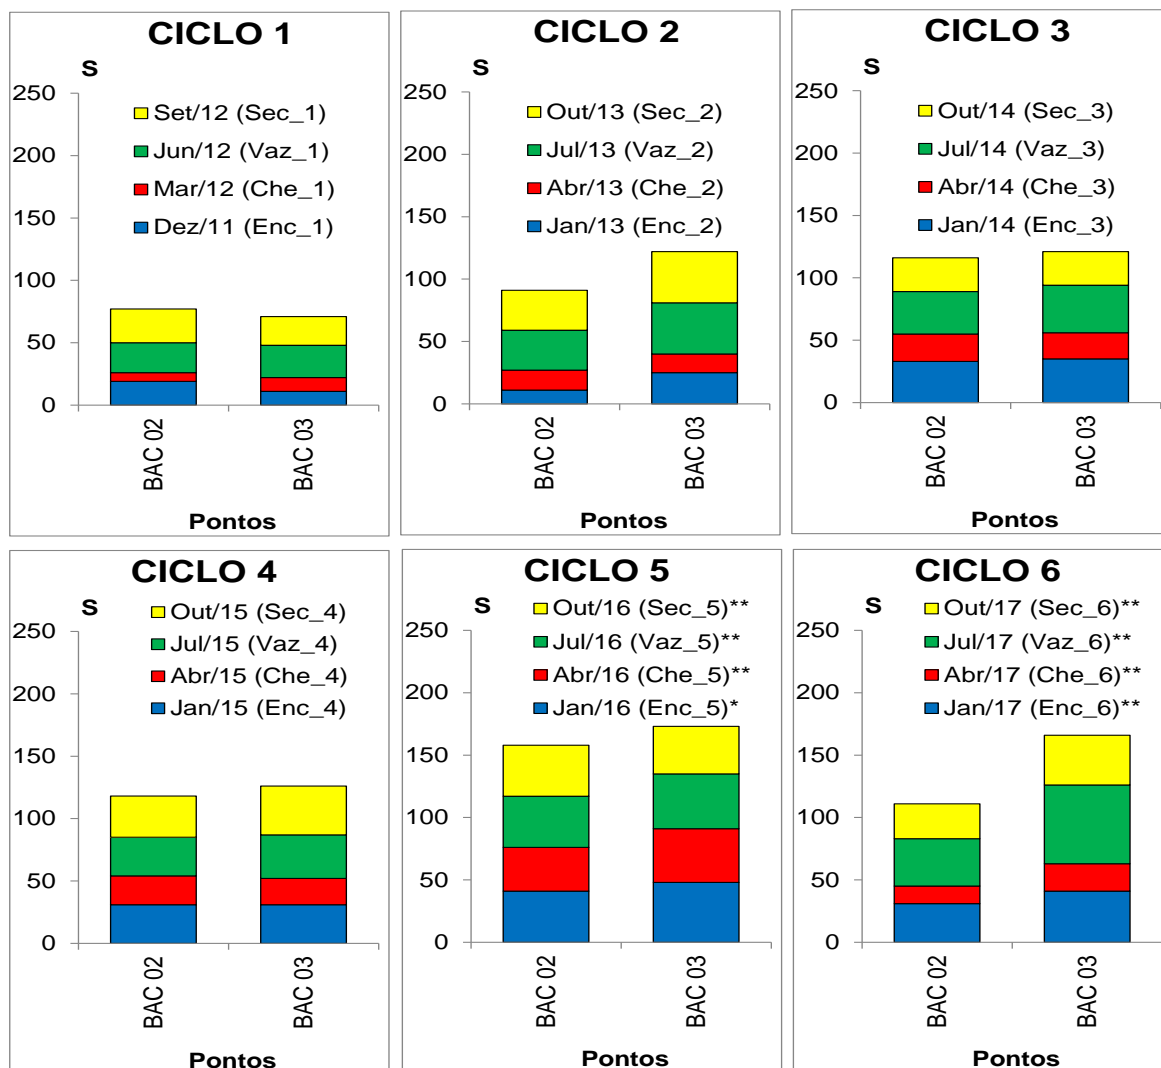 CICLO 1
S
250
200
150
100
50
0
Set/12 (Sec_1)
Jun/12 (Vaz_1)
Mar/12 (Che_1)
Dez/11 (Enc_1)
BAC 02
BAC 03
Pontos
CICLO 2
S
250
200
150
100
50
0
Out/13 (Sec_2)
Jul/13 (Vaz_2)
Abr/13 (Che_2)
Jan/13 (Enc_2)
BAC 02
BAC 03
Pontos
CICLO 3
S
250
200
150
100
50
0
Out/14 (Sec_3)
Jul/14 (Vaz_3)
Abr/14 (Che_3)
Jan/14 (Enc_3)
BAC 02
BAC 03
Pontos
CICLO 4
S
250
200
150
100
50
0
Out/15 (Sec_4)
Jul/15 (Vaz_4)
Abr/15 (Che_4)
Jan/15 (Enc_4)
BAC 02
BAC 03
Pontos
CICLO 5
S
250
200
150
100
50
0
Out/16 (Sec_5)**
Jul/16 (Vaz_5)**
Abr/16 (Che_5)**
Jan/16 (Enc_5)*
BAC 02
BAC 03
Pontos
CICLO 6
S
250
200
150
100
50
0
Out/17 (Sec_6)**
Jul/17 (Vaz_6)**
Abr/17 (Che_6)**
Jan/17 (Enc_6)**
BAC 02
BAC 03
Pontos